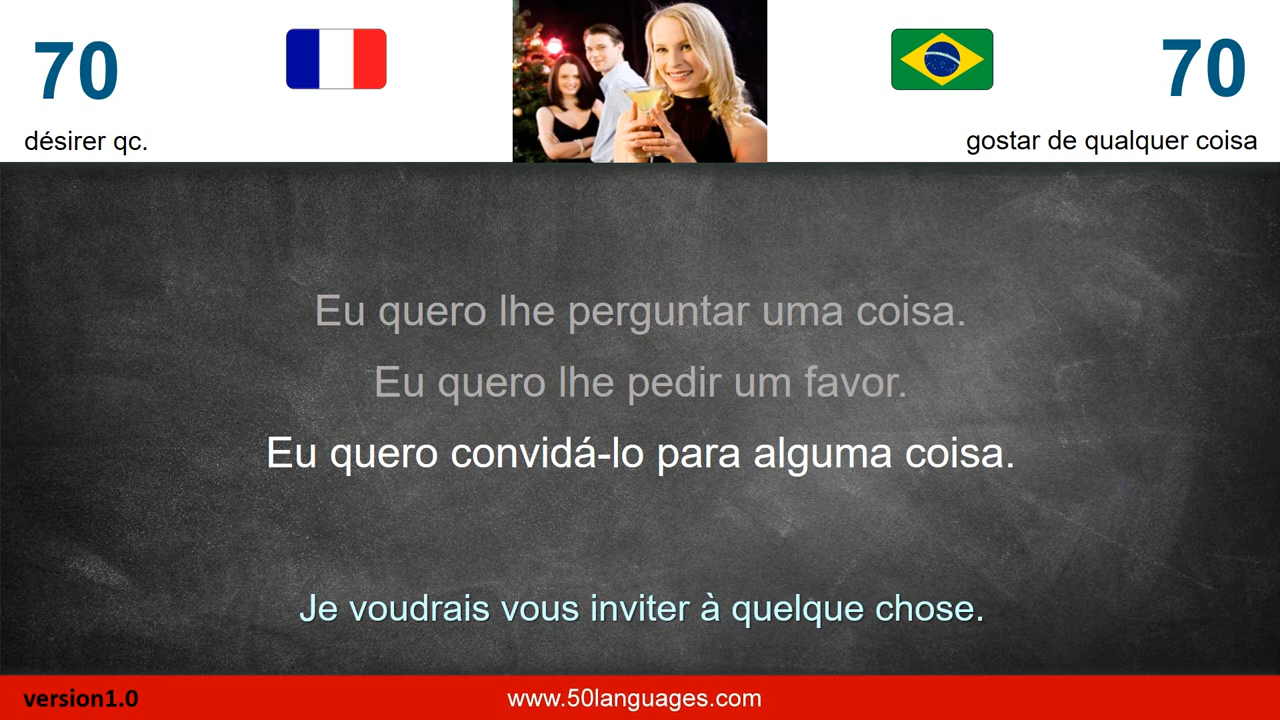 70
70
désirer qc.
gostar de qualquer coisa
Eu quero lhe perguntar uma coisa.
Eu quero lhe pedir um favor.
Eu quero convidá-lo para alguma coisa.
Je voudrais vous inviter à quelque chose.
version1.0
www.50languages.com